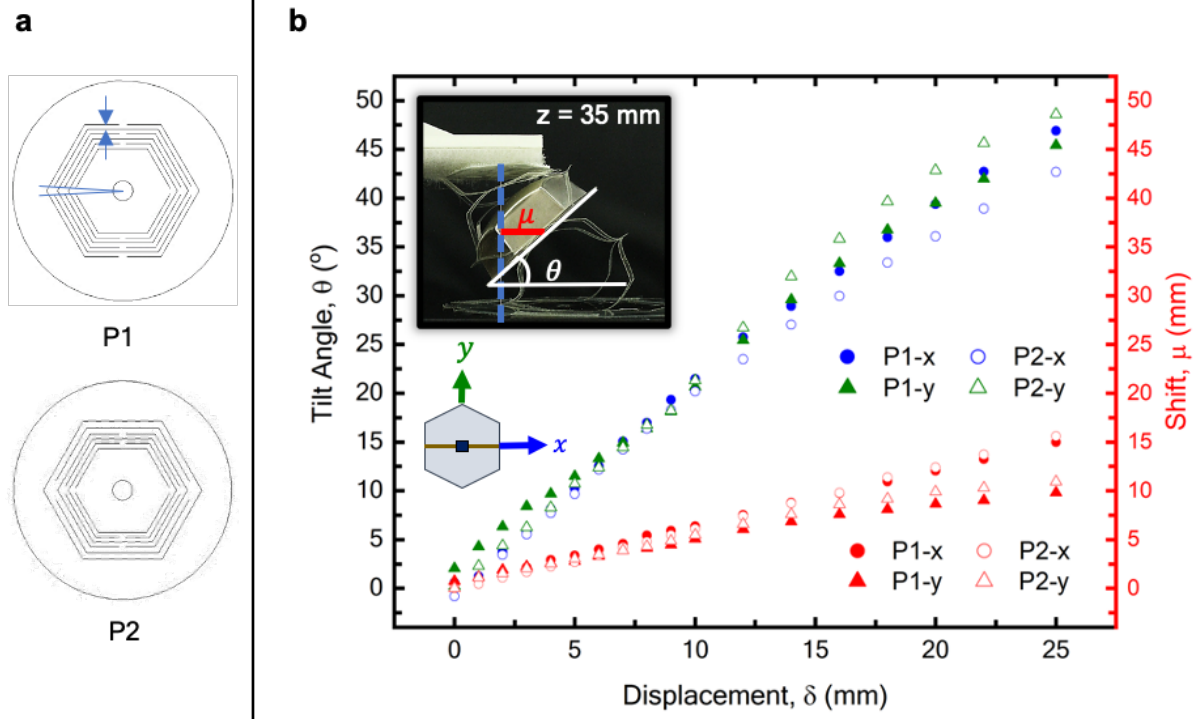 a
P1
P2
b
Tilt Angle, θ (º)
50
45
40
35
30
25
20
15
10
5
0
z = 35 mm
μ
θ
y
x
P1-x
P2-x
P1-y
P2-y
P1-x
P2-x
P1-y
P2-y
50
45
40
35
30
25
20
15
10
5
0
Shift, μ (mm)
0 5 10 15 20 25
Displacement, δ (mm)